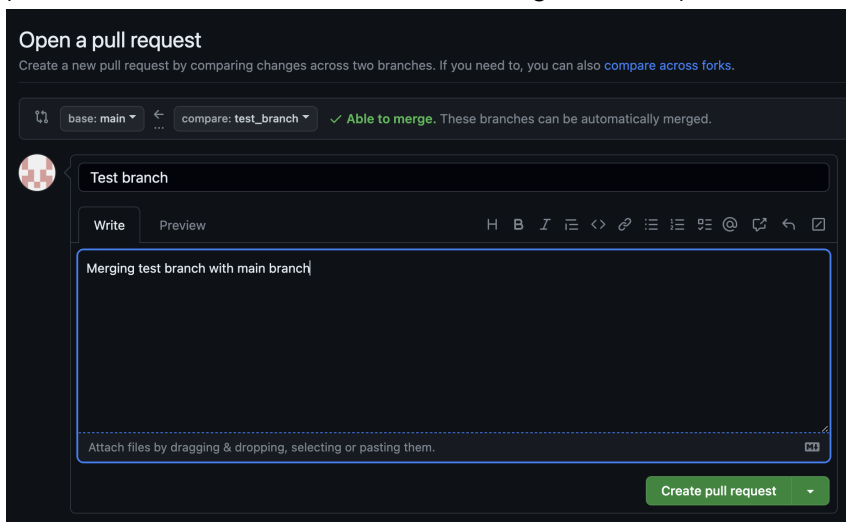 Open a pull request
Create a new pull request by comparing changes across two branches. If you need to, you can also compare across forks.
base: main
compare: test_branch
Able to merge. These branches can be automatically merged.
Test branch
Write
Preview
Merging test branch with main branch
Attach files by dragging & dropping, selecting or pasting them.
Create pull request